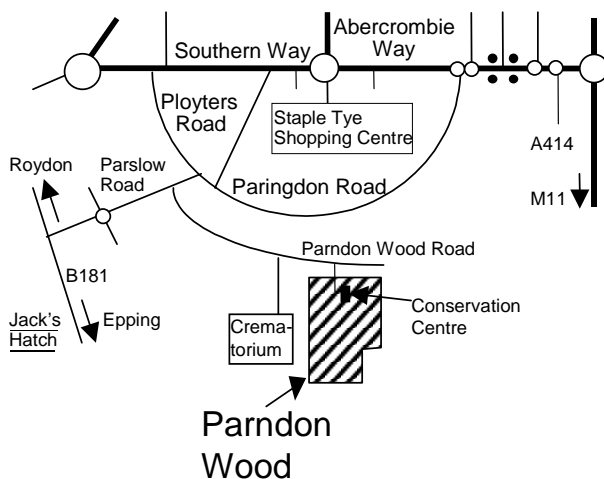 Abercrombie
Southern Way
Way
Ployters
Road
Staple Tye
Shopping Centre
A414
Roydon
Parslow
Road
Paringdon Road
M11
Parndon Wood Road
B181
Jack's
Hatch
Epping
Crema-
torium
Conservation
Centre
Parndon
Wood